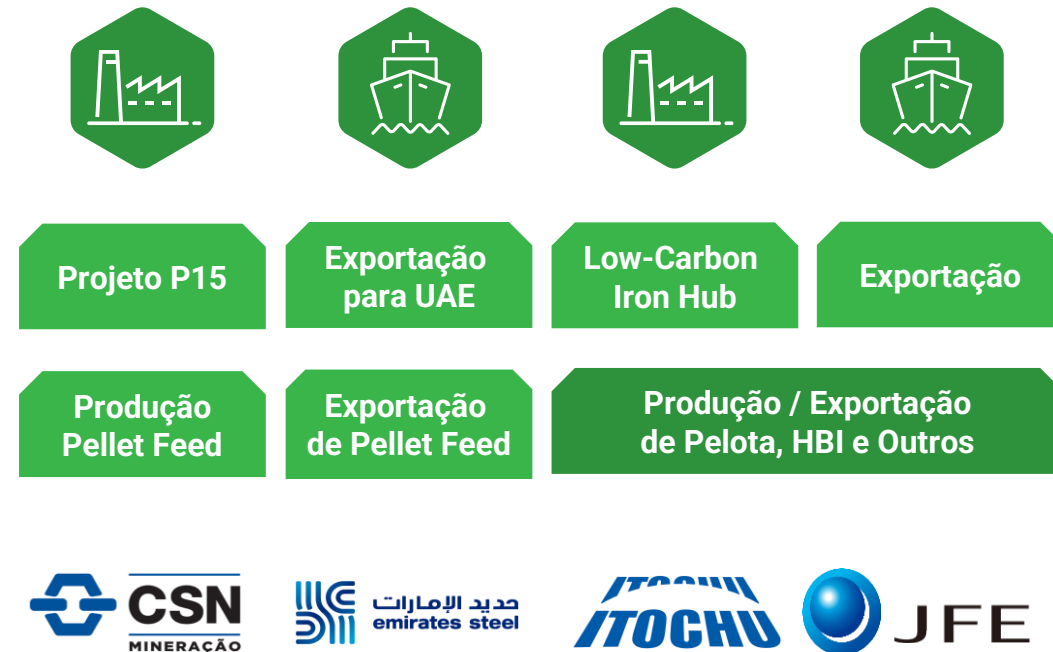 Projeto P15
Exportação
para UAE
Low-Carbon
Iron Hub
Exportação
Produção
Pellet Feed
Exportação
de Pellet Feed
Produção / Exportação
de Pelota, HBI e Outros
CSN
MINERAÇÃO
حديد الإمارات
emirates steel
ITOCHU
ITOCHU
JFE